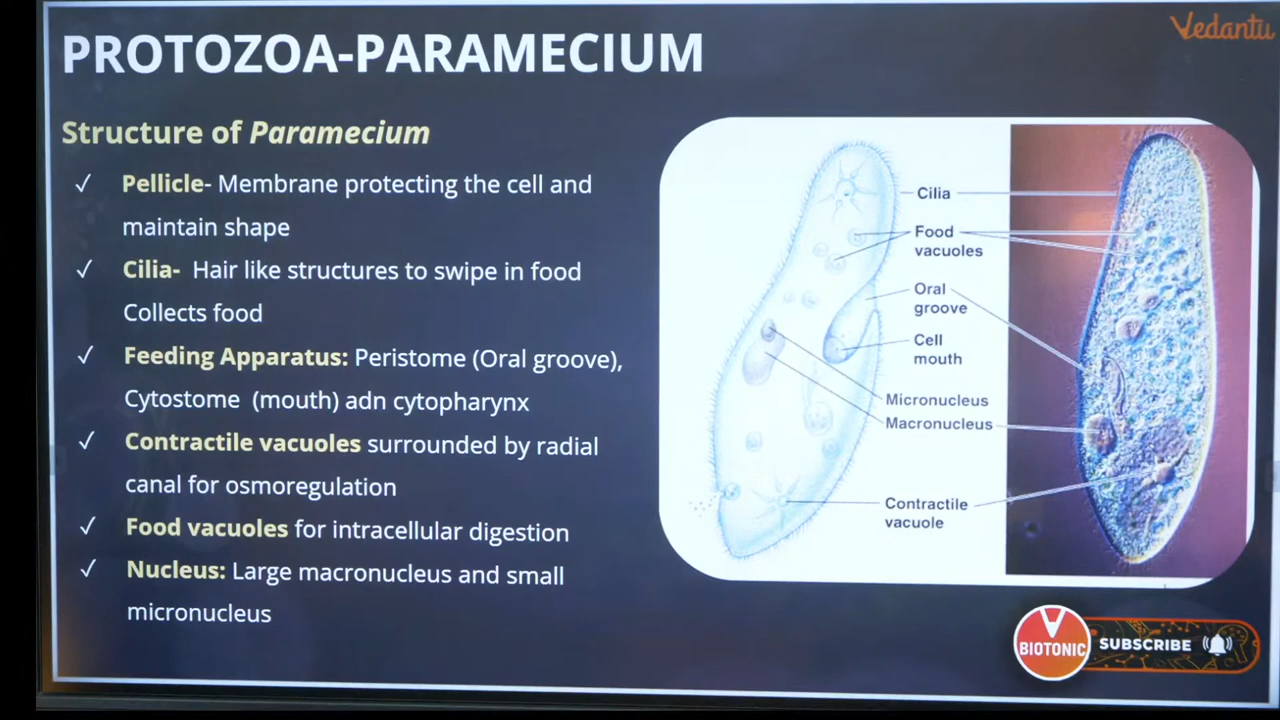 Vedantu
PROTOZOA-PARAMECIUM
Structure of Paramecium
✓ Pellicle- Membrane protecting the cell and
maintain shape
✓ Cilia- Hair like structures to swipe in food
Collects food
✓ Feeding Apparatus: Peristome (Oral groove),
Cytostome (mouth) adn cytopharynx
✓ Contractile vacuoles surrounded by radial
canal for osmoregulation
✓ Food vacuoles for intracellular digestion
✓ Nucleus: Large macronucleus and small
micronucleus
Cilia
Food
vacuoles
Oral
groove
Cell
mouth
Micronucleus
Macronucleus
Contractile
vacuole
BIOTONIC
SUBSCRIBE